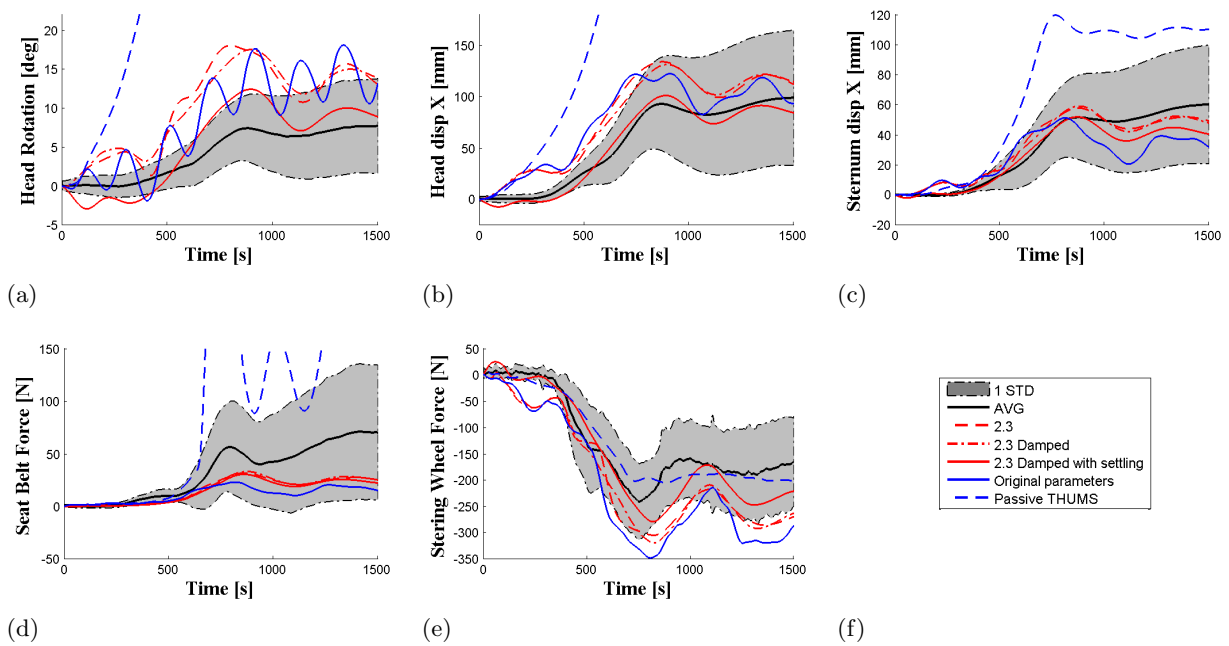 20
15
10
5
0
-5
Head Rotation [deg]
0 500 1000 1500
Time [s]
(a)
150
100
50
0
Head disp X [mm]
0 500 1000 1500
Time [s]
(b)
120
100
80
60
40
20
0
-20
Sternum disp X [mm]
0 500 1000 1500
Time [s]
(c)
150
100
50
0
-50
Seat Belt Force [N]
0 500 1000 1500
Time [s]
(d)
50
0
-50
-100
-150
-200
-250
-300
-350
Stering Wheel Force [N]
0 500 1000 1500
Time [s]
(e)
1 STD
AVG
2.3
2.3 Damped
2.3 Damped with settling
Original parameters
Passive THUMS
(f)